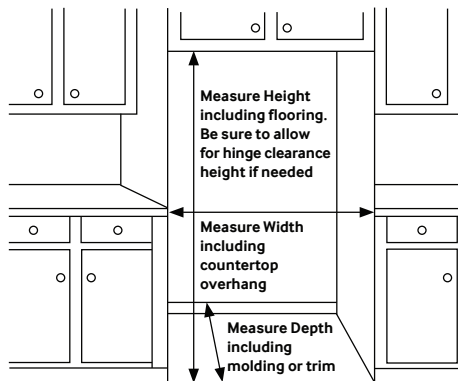 Measure Height
including flooring.
Be sure to allow
for hinge clearance
height if needed
Measure Width
including
countertop
overhang
Measure Depth
including
molding or trim